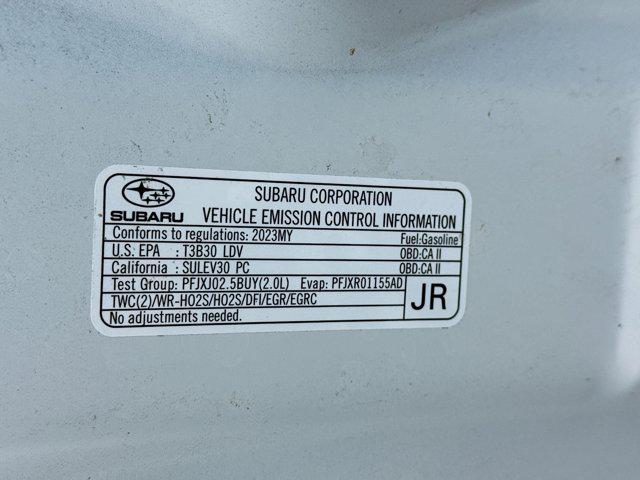 SUBARU CORPORATION
SUBARU VEHICLE EMISSION CONTROL INFORMATION
Conforms to regulations: 2023MY Fuel:Gasoline
U.S. EPA : T3B30 LDV OBD:CA II
California : SULEV30 PC OBD:CA II
Test Group: PFJXJ02.5BUY(2.0L) Evap: PFJXR01155AD
TWC(2)/WR-HO2S/HO2S/DFI/EGR/EGRC
JR
No adjustments needed.